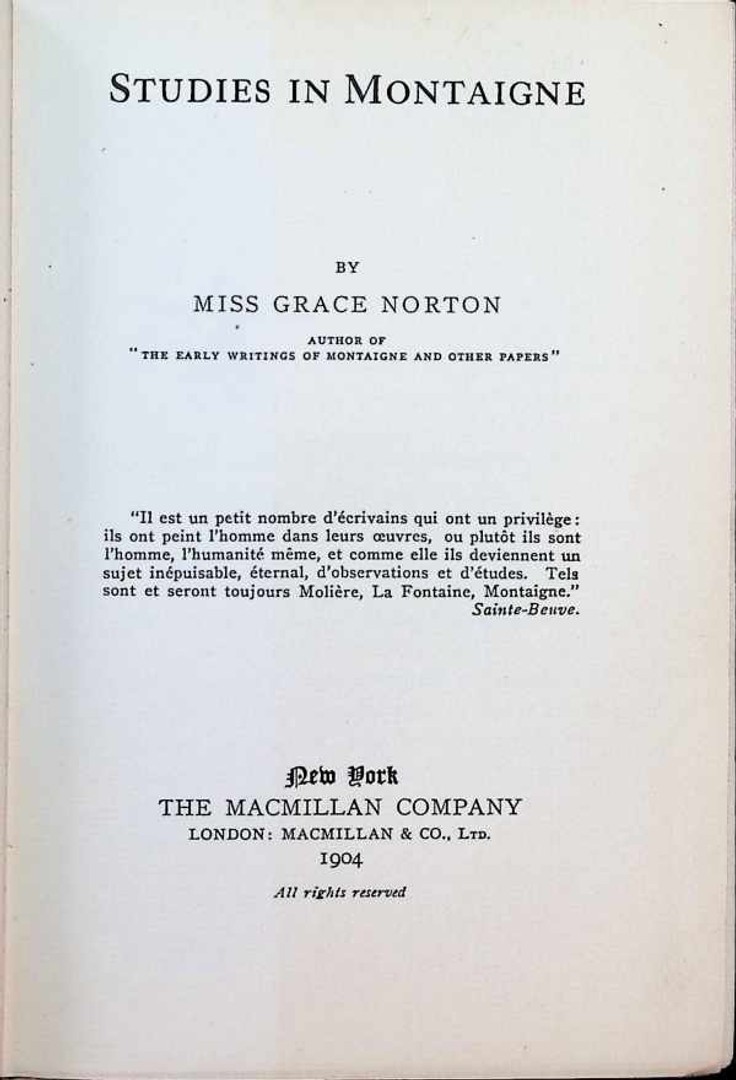 STUDIES IN MONTAIGNE
BY
MISS GRACE NORTON
AUTHOR OF
"THE EARLY WRITINGS OF MONTAIGNE AND OTHER PAPERS"
"Il est un petit nombre d'écrivains qui ont un privilège:
ils ont peint l'homme dans leurs œuvres, ou plutôt ils sont
l'homme, l'humanité même, et comme elle ils deviennent un
sujet inépuisable, éternal, d'observations et d'études. Tels
sont et seront toujours Molière, La Fontaine, Montaigne."
Sainte-Beuve.
New York
THE MACMILLAN COMPANY
LONDON: MACMILLAN & CO., LTD.
1904
All rights reserved